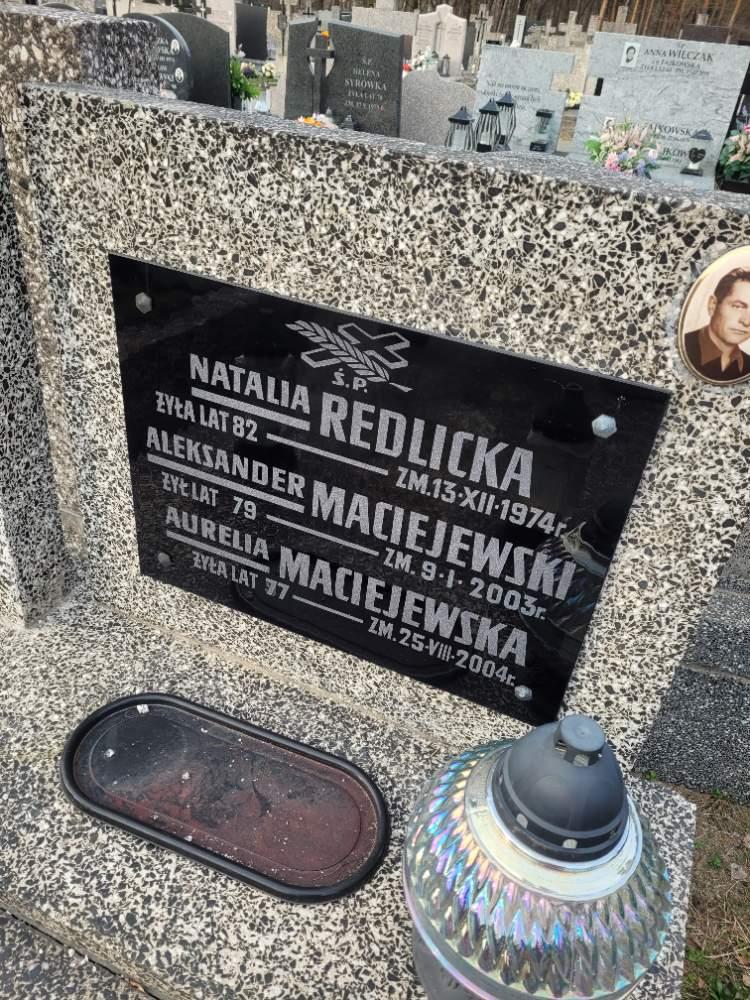 Ś.P.
HELENA
SYRÓWKA
ANNA WILCZAK
Ś.P.
NATALIA REDLICKA
ŻYŁA LAT 82 ZM. 13·XII·1974r.
ALEKSANDER MACIEJEWSKI
ŻYŁ LAT 79 ZM. 9·I·2003r.
AURELIA MACIEJEWSKA
ŻYŁA LAT 77 ZM. 25·VIII·2004r.